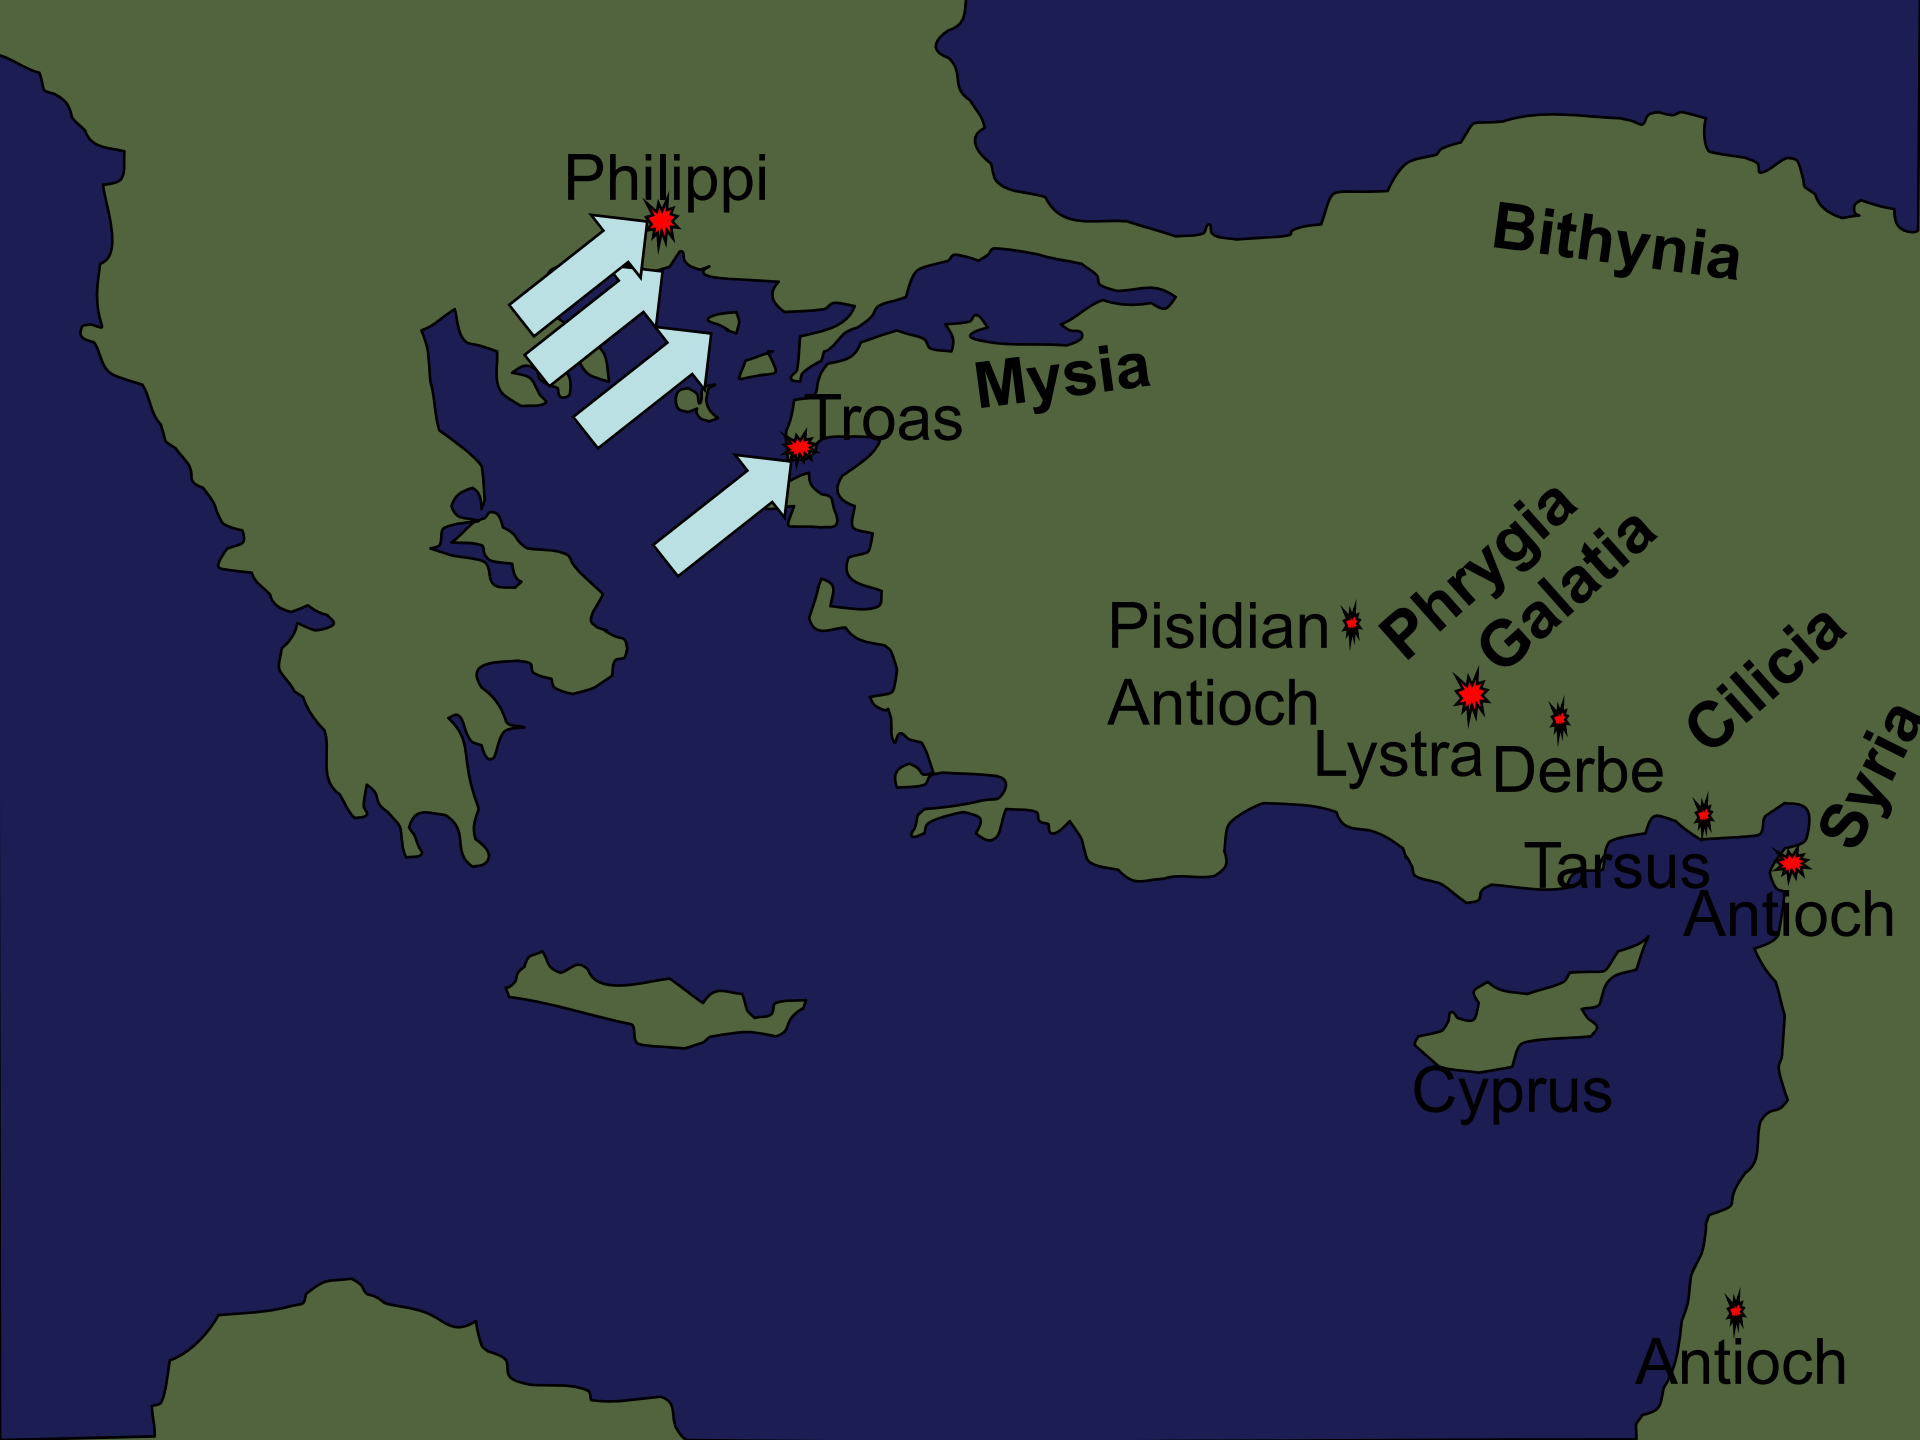 Philippi
Bithynia
Mysia
Troas
Phrygia
Galatia
Pisidian
Antioch
Cilicia
Lystra
Derbe
Syria
Tarsus
Antioch
Cyprus
Antioch